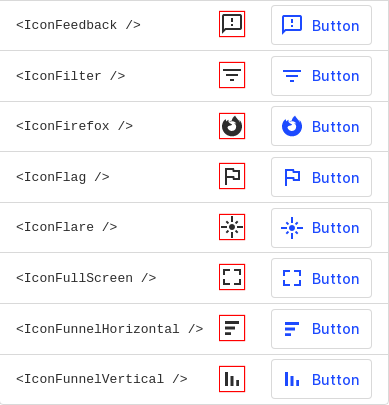 <IconFeedback /> Button
<IconFilter /> Button
<IconFirefox /> Button
<IconFlag /> Button
<IconFlare /> Button
<IconFullScreen /> Button
<IconFunnelHorizontal /> Button
<IconFunnelVertical /> Button